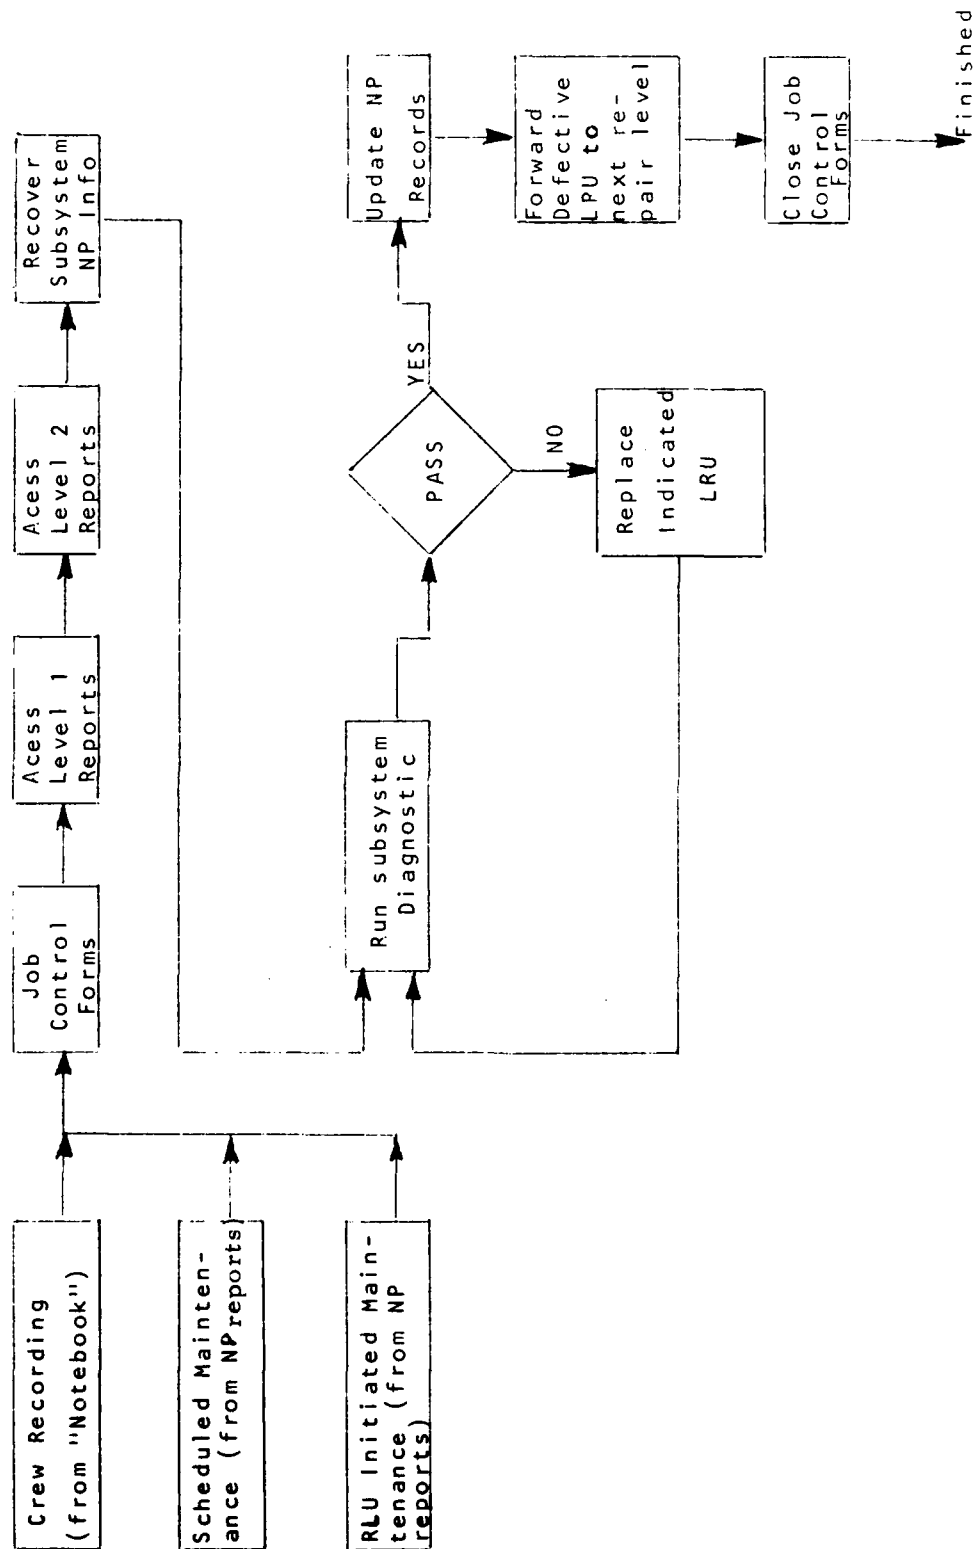 Crew Recording
(from "Notebook")
Scheduled Mainten-
ance (from NP reports)
RLU Initiated Main-
tenance (from NP
reports)
Job
Control
Forms
Acess
Level 1
Reports
Acess
Level 2
Reports
Recover
Subsystem
NP Info
Run subsystem
Diagnostic
PASS
YES
NO
Replace
Indicated
LRU
Update NP
Records
Forward
Defective
LPU to
next re-
pair level
Close Job
Control
Forms
Finished